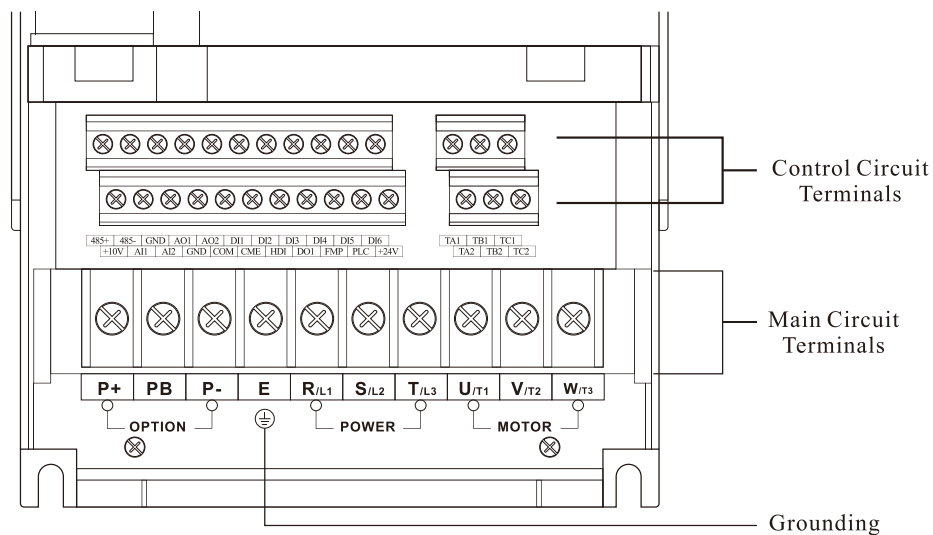 Control Circuit
Terminals
485+ 485- GND AO1 AO2 DI1 DI2 DI3 DI4 DI5 DI6
TA1 TB1 TC1
+10V AI1 AI2 GND COM CME HDI DO1 FMP PLC +24V
TA2 TB2 TC2
Main Circuit
Terminals
P+ PB P- E R/L1 S/L2 T/L3 U/T1 V/T2 W/T3
OPTION POWER MOTOR
Grounding